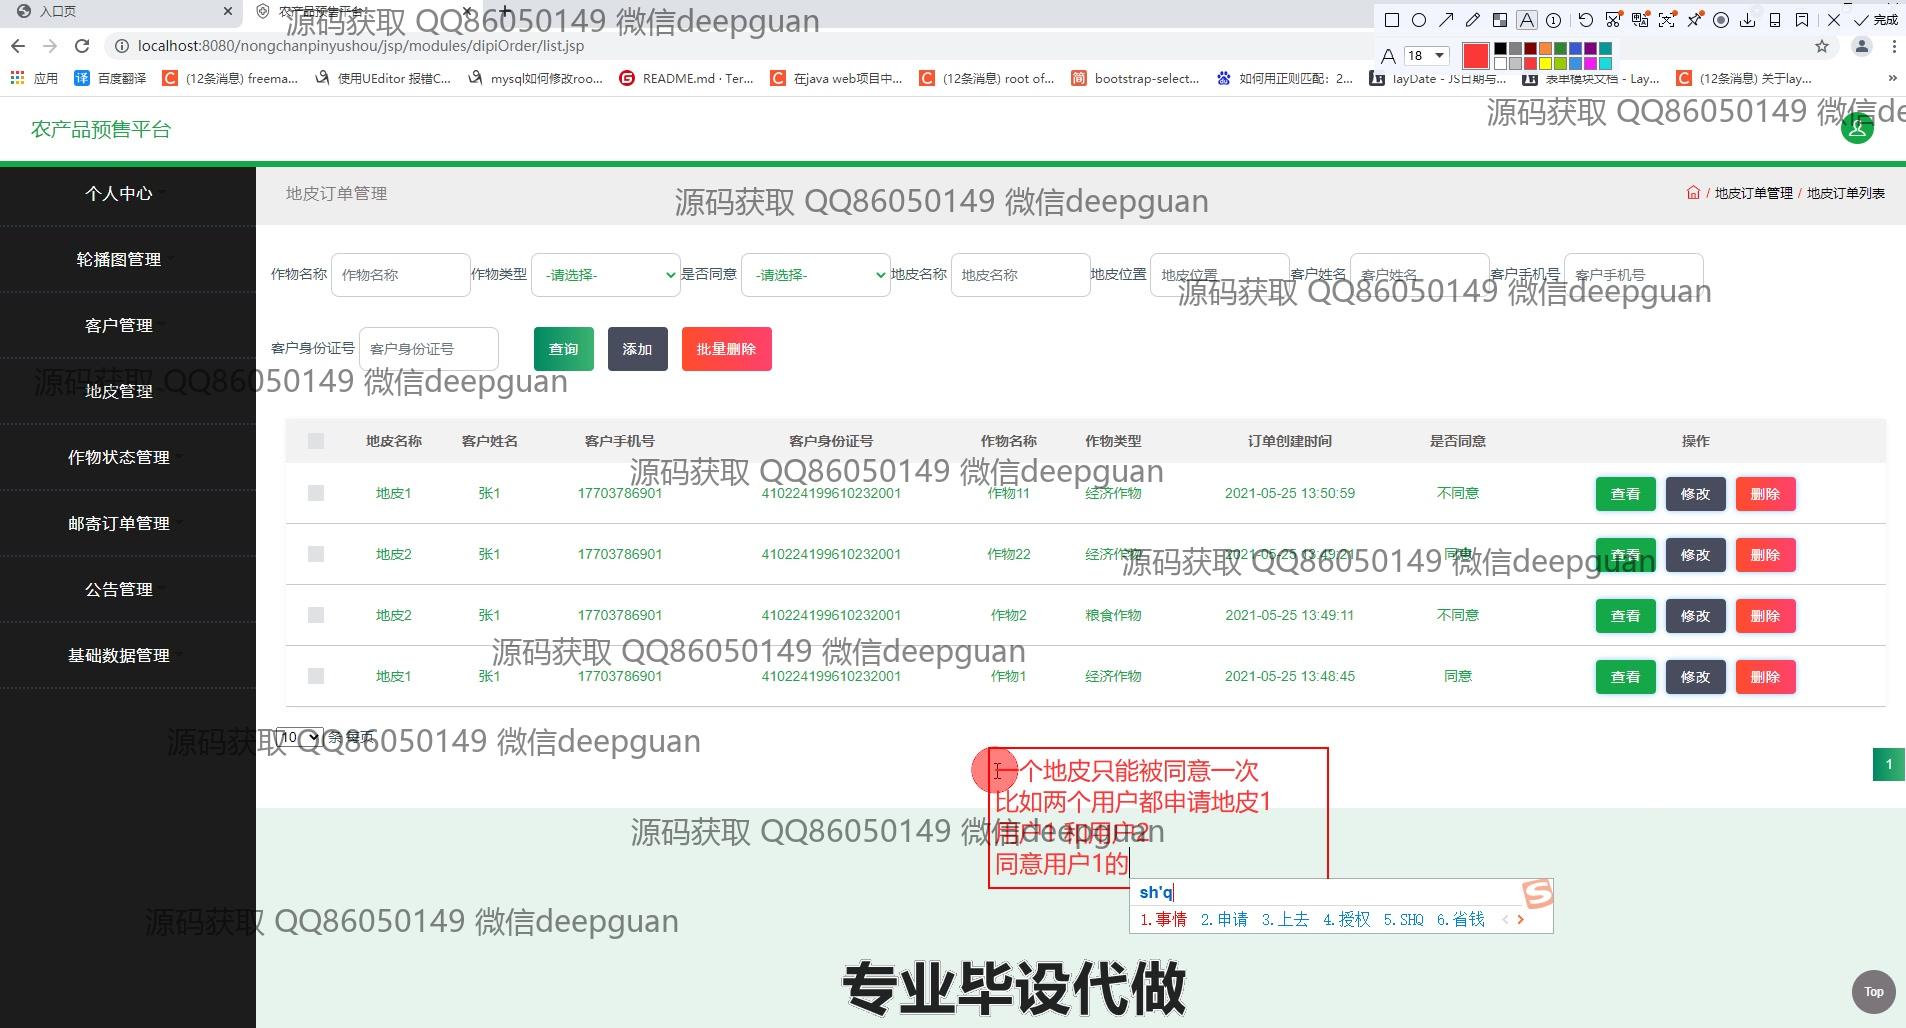 入口页
农产品预售平台
源码获取 QQ86050149 微信deepguan
localhost:8080/nongchanpinyushou/jsp/modules/dipiOrder/list.jsp
18
完成
应用
百度翻译
(12条消息) freema...
使用UEditor 报错C...
mysql如何修改roo...
README.md · Ter...
在java web项目中...
(12条消息) root of...
bootstrap-select...
如何用正则匹配：2...
layDate - JS日期与...
表单模块文档 - Lay...
(12条消息) 关于lay...
源码获取 QQ86050149 微信de
农产品预售平台
个人中心
轮播图管理
客户管理
地皮管理
作物状态管理
邮寄订单管理
公告管理
基础数据管理
地皮订单管理
源码获取 QQ86050149 微信deepguan
/ 地皮订单管理 / 地皮订单列表
作物名称 作物名称 作物类型 -请选择- 是否同意 -请选择- 地皮名称 地皮名称 地皮位置 地皮位置 客户姓名 客户姓名 客户手机号 客户手机号
源码获取 QQ86050149 微信deepguan
客户身份证号 客户身份证号 查询 添加 批量删除
源码获取 QQ86050149 微信deepguan
地皮名称 客户姓名 客户手机号 客户身份证号 作物名称 作物类型 订单创建时间 是否同意 操作
源码获取 QQ86050149 微信deepguan
地皮1 张1 17703786901 410224199610232001 作物11 经济作物 2021-05-25 13:50:59 不同意 查看 修改 删除
地皮2 张1 17703786901 410224199610232001 作物22 经济作物 2021-05-25 13:49:21 同意 查看 修改 删除
源码获取 QQ86050149 微信deepguan
地皮2 张1 17703786901 410224199610232001 作物2 粮食作物 2021-05-25 13:49:11 不同意 查看 修改 删除
源码获取 QQ86050149 微信deepguan
地皮1 张1 17703786901 410224199610232001 作物1 经济作物 2021-05-25 13:48:45 同意 查看 修改 删除
10 条 每页
源码获取 QQ86050149 微信deepguan
1
一个地皮只能被同意一次
比如两个用户都申请地皮1
用户1 和用户2
同意用户1的
源码获取 QQ86050149 微信deepguan
sh'q
1.事情 2.申请 3.上去 4.授权 5.SHQ 6.省钱
源码获取 QQ86050149 微信deepguan
专业毕设代做
Top